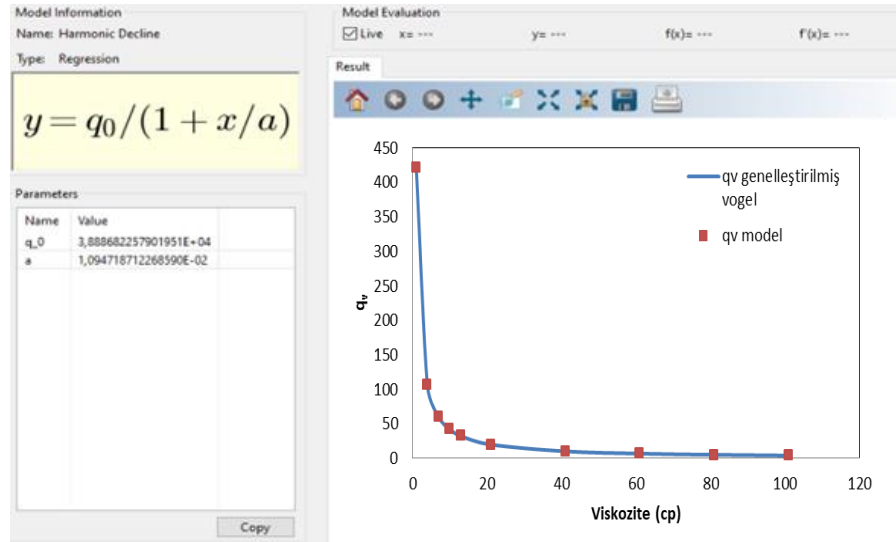 Model Information
Name: Harmonic Decline
Type: Regression
y = q₀/(1 + x/a)
Parameters
Name Value
q_0 3,888682257901951E+04
a 1,094718712268590E-02
Copy
Model Evaluation
Live x= --- y= --- f(x)= --- f'(x)= ---
Result
450
400
350
300
250
200
150
100
50
0
qv
qv genelleştirilmiş
vogel
qv model
0 20 40 60 80 100 120
Viskozite (cp)